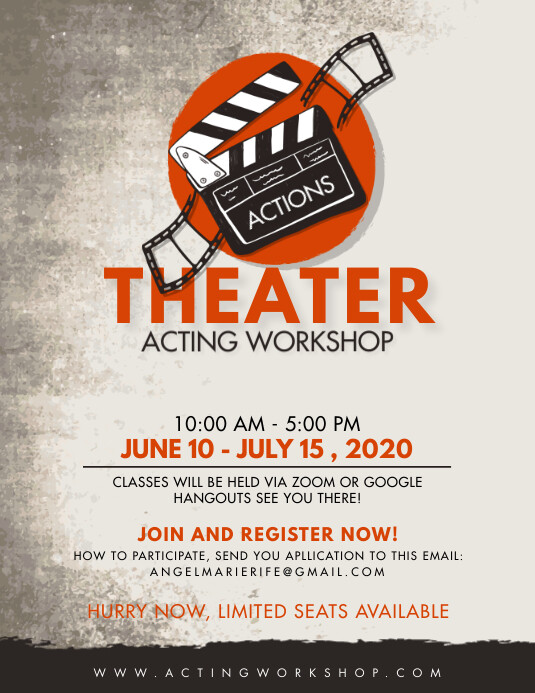 ACTIONS
THEATER
ACTING WORKSHOP
10:00 AM - 5:00 PM
JUNE 10 - JULY 15 , 2020
CLASSES WILL BE HELD VIA ZOOM OR GOOGLE
HANGOUTS SEE YOU THERE!
JOIN AND REGISTER NOW!
HOW TO PARTICIPATE, SEND YOU APLLICATION TO THIS EMAIL:
ANGELMARIERIFE@GMAIL.COM
HURRY NOW, LIMITED SEATS AVAILABLE
WWW.ACTINGWORKSHOP.COM